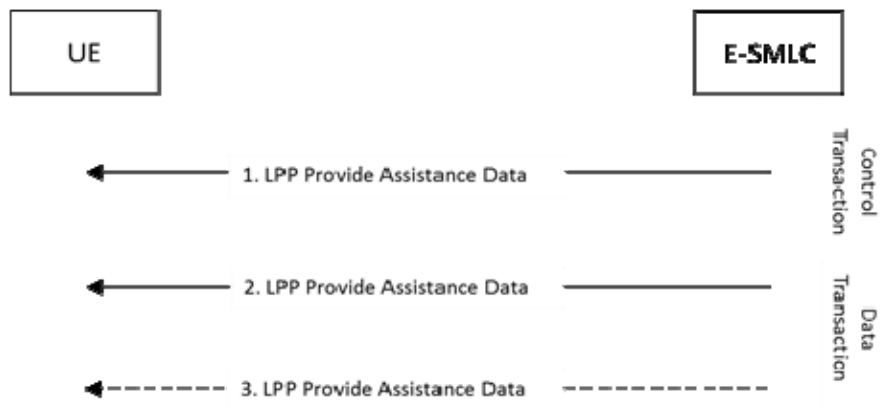 UE
E-SMLC
Control
Transaction
1. LPP Provide Assistance Data
2. LPP Provide Assistance Data
Data
Transaction
3. LPP Provide Assistance Data